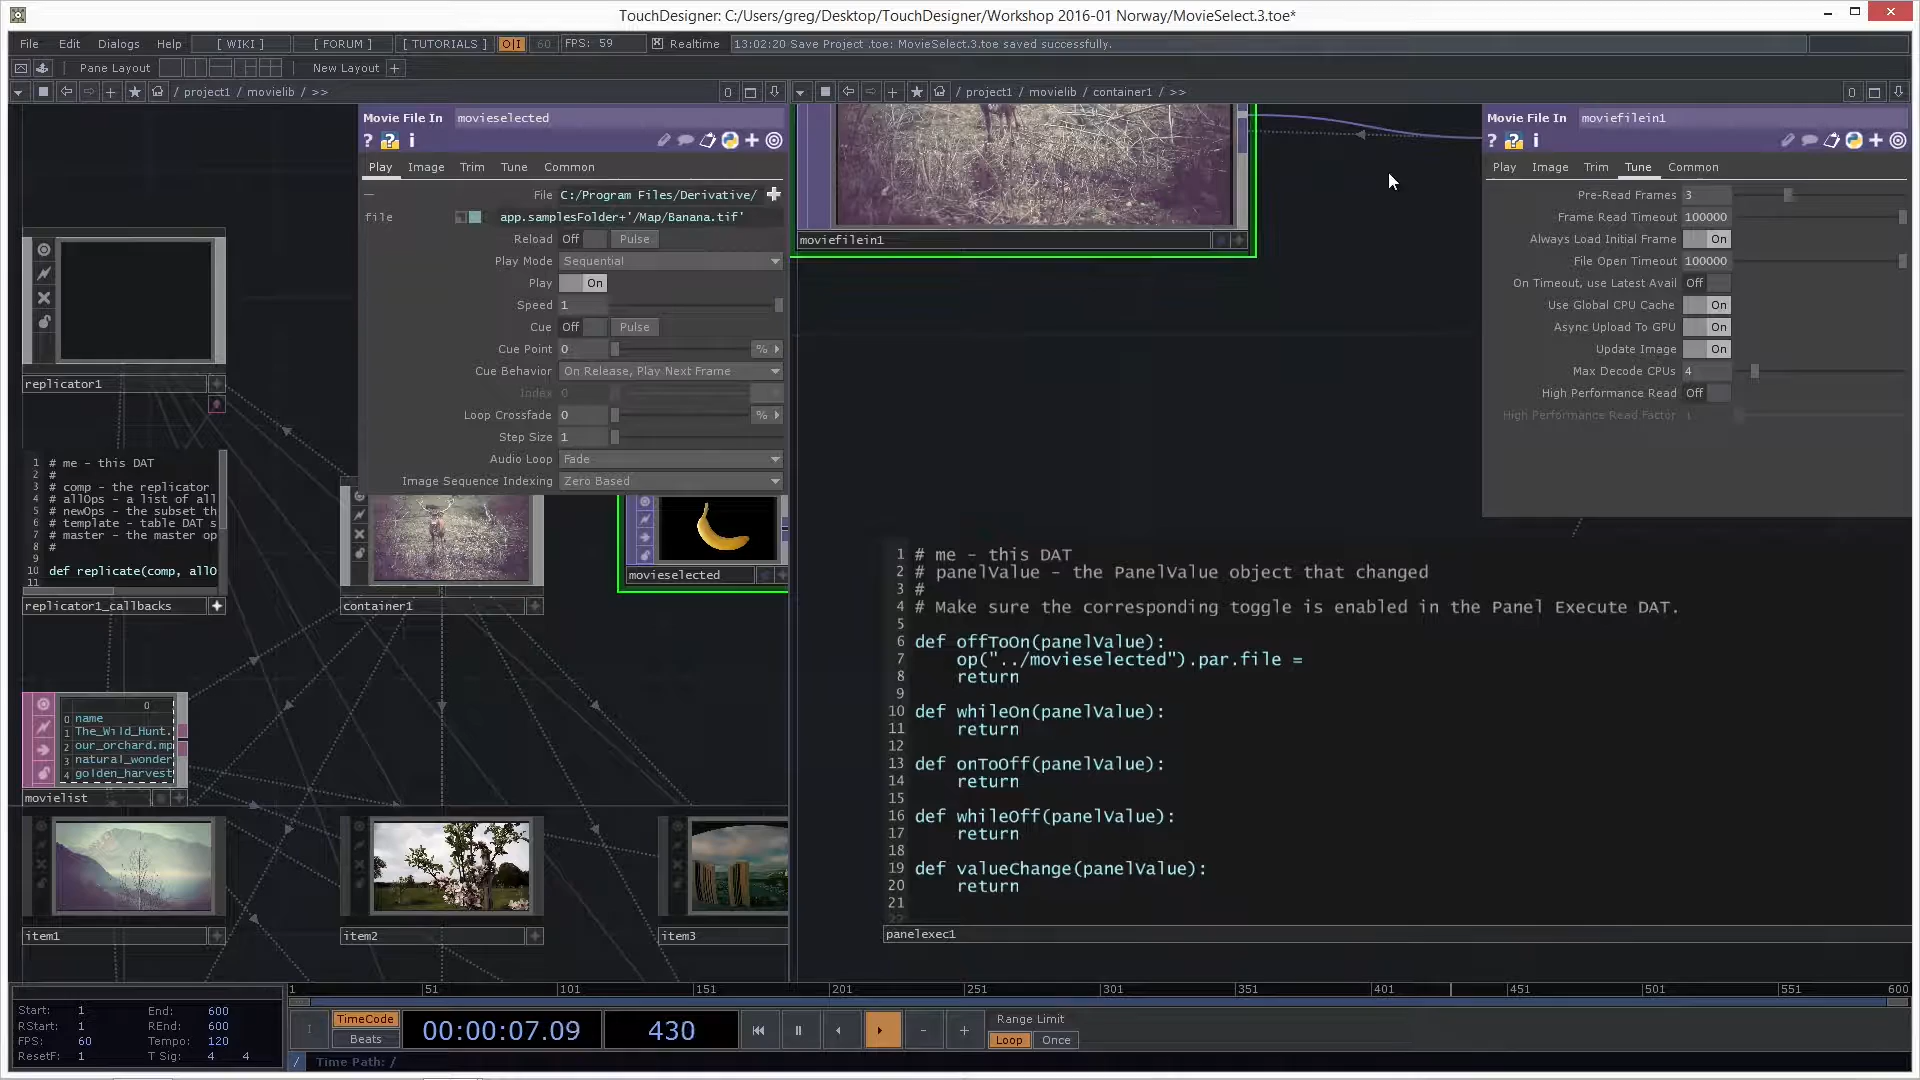 TouchDesigner: C:/Users/greg/Desktop/TouchDesigner/Workshop 2016-01 Norway/MovieSelect.3.toe*
File Edit Dialogs Help [ WIKI ] [ FORUM ] [ TUTORIALS ] O|I 60 FPS: 59 Realtime 13:02:20 Save Project .toe: MovieSelect.3.toe saved successfully.
Pane Layout New Layout +
/ project1 / movielib / >> 0
/ project1 / movielib / container1 / >> 0
Movie File In movieselected
? ? i
Play Image Trim Tune Common
File C:/Program Files/Derivative/
file app.samplesFolder+'/Map/Banana.tif'
Reload Off Pulse
Play Mode Sequential
Play On
Speed 1
Cue Off Pulse
Cue Point 0 %
Cue Behavior On Release, Play Next Frame
Index 0
Loop Crossfade 0 %
Step Size 1
Audio Loop Fade
Image Sequence Indexing Zero Based
replicator1
1 # me - this DAT
2 #
3 # comp - the replicator
4 # allOps - a list of all
5 # newOps - the subset th
6 # template - table DAT s
7 # master - the master op
8 #
9
10 def replicate(comp, allO
11
replicator1_callbacks
container1
movieselected
0
0 name
1 The_Wild_Hunt.
2 our_orchard.mp
3 natural_wonder
4 golden_harvest
movielist
item1
item2
item3
moviefilein1
Movie File In moviefilein1
? ? i
Play Image Trim Tune Common
Pre-Read Frames 3
Frame Read Timeout 100000
Always Load Initial Frame On
File Open Timeout 100000
On Timeout, use Latest Avail Off
Use Global CPU Cache On
Async Upload To GPU On
Update Image On
Max Decode CPUs 4
High Performance Read Off
High Performance Read Factor 1
1 # me - this DAT
2 # panelValue - the PanelValue object that changed
3 #
4 # Make sure the corresponding toggle is enabled in the Panel Execute DAT.
5
6 def offToOn(panelValue):
7 op("../movieselected").par.file =
8 return
9
10 def whileOn(panelValue):
11 return
12
13 def onToOff(panelValue):
14 return
15
16 def whileOff(panelValue):
17 return
18
19 def valueChange(panelValue):
20 return
21
22
panelexec1
1 51 101 151 201 251 301 351 401 451 501 551 600
Start: 1 End: 600
RStart: 1 REnd: 600
FPS: 60 Tempo: 120
ResetF: 1 T Sig: 4 4
TimeCode
Beats
00:00:07.09
430
- +
Range Limit
Loop Once
/ Time Path: /